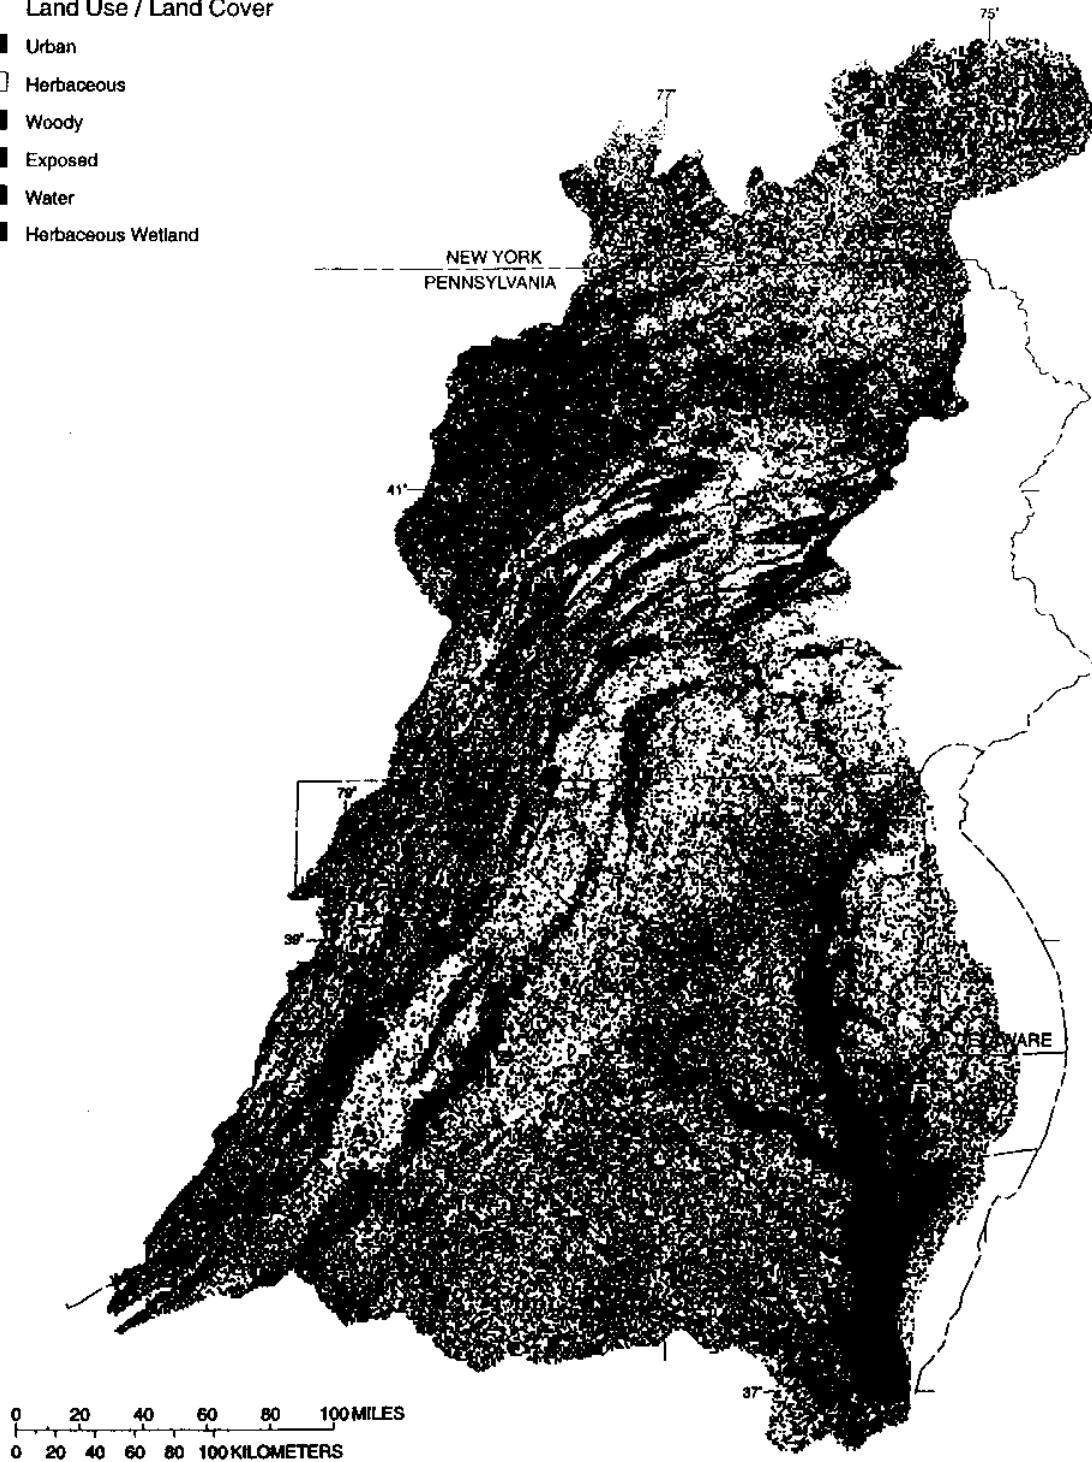 Land Use / Land Cover
Urban
Herbaceous
Woody
Exposed
Water
Herbaceous Wetland
75°
77°
NEW YORK
PENNSYLVANIA
41°
79°
39°
DELAWARE
37°
0 20 40 60 80 100 MILES
0 20 40 60 80 100 KILOMETERS